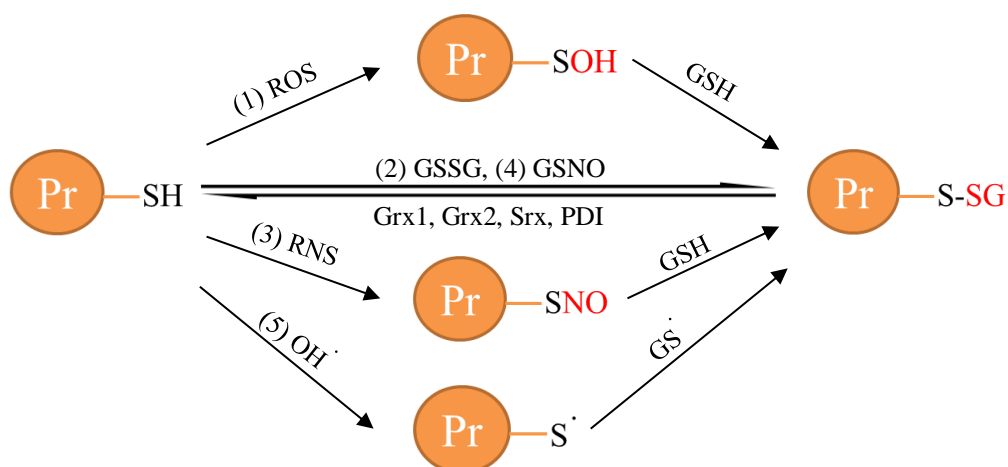 Pr SOH
(1) ROS
GSH
(2) GSSG, (4) GSNO
Pr SH
Pr S-SG
Grx1, Grx2, Srx, PDI
(3) RNS
GSH
Pr SNO
(5) OH˙
GS˙
Pr S˙